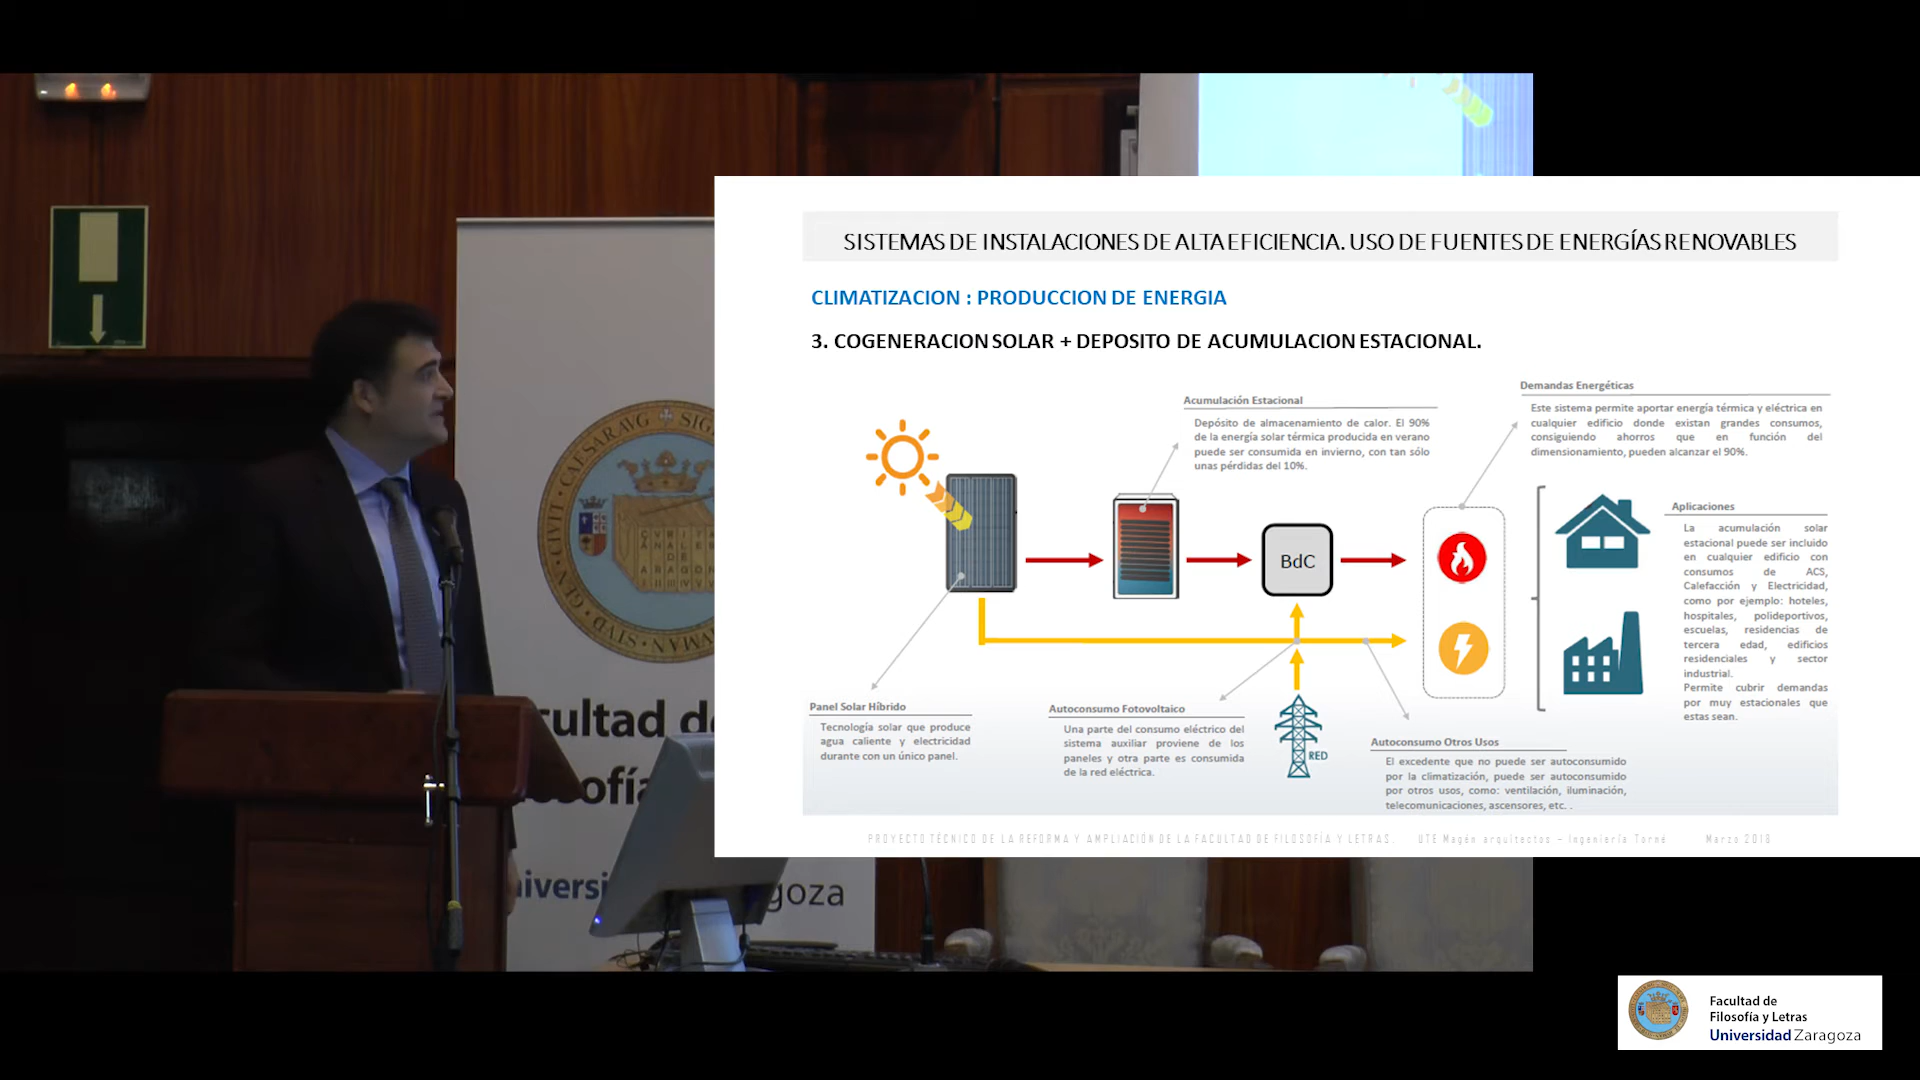 SISTEMAS DE INSTALACIONES DE ALTA EFICIENCIA. USO DE FUENTES DE ENERGÍAS RENOVABLES
CLIMATIZACION : PRODUCCION DE ENERGIA
3. COGENERACION SOLAR + DEPOSITO DE ACUMULACION ESTACIONAL.
Acumulación Estacional
Depósito de almacenamiento de calor. El 90%
de la energía solar térmica producida en verano
puede ser consumida en invierno, con tan sólo
unas pérdidas del 10%.
Demandas Energéticas
Este sistema permite aportar energía térmica y eléctrica en
cualquier edificio donde existan grandes consumos,
consiguiendo ahorros que en función del
dimensionamiento, pueden alcanzar el 90%.
BdC
Aplicaciones
La acumulación solar
estacional puede ser incluido
en cualquier edificio con
consumos de ACS,
Calefacción y Electricidad,
como por ejemplo: hoteles,
hospitales, polideportivos,
escuelas, residencias de
tercera edad, edificios
residenciales y sector
industrial.
Permite cubrir demandas
por muy estacionales que
estas sean.
Panel Solar Híbrido
Tecnología solar que produce
agua caliente y electricidad
durante con un único panel.
Autoconsumo Fotovoltaico
Una parte del consumo eléctrico del
sistema auxiliar proviene de los
paneles y otra parte es consumida
de la red eléctrica.
RED
Autoconsumo Otros Usos
El excedente que no puede ser autoconsumido
por la climatización, puede ser autoconsumido
por otros usos, como: ventilación, iluminación,
telecomunicaciones, ascensores, etc. .
PROYECTO TÉCNICO DE LA REFORMA Y AMPLIACIÓN DE LA FACULTAD DE FILOSOFÍA Y LETRAS. UTE Magén arquitectos – Ingeniería Torné Marzo 2018
cultad de
osofía
iversi
goza
Facultad de
Filosofía y Letras
Universidad Zaragoza